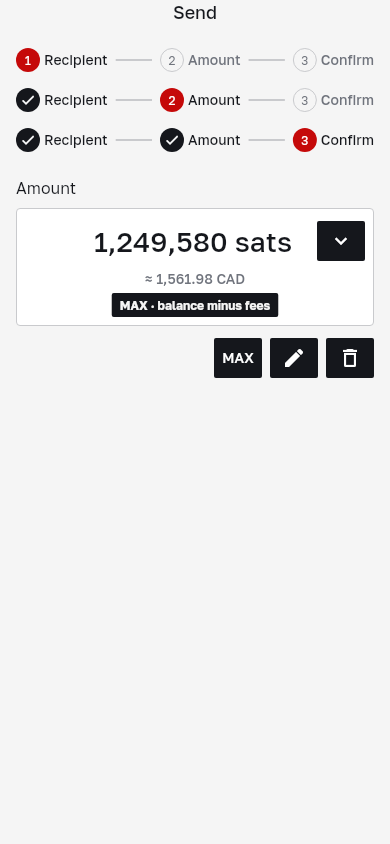 Send
1 Recipient 2 Amount 3 Confirm
Recipient 2 Amount 3 Confirm
Recipient Amount 3 Confirm
Amount
1,249,580 sats
≈ 1,561.98 CAD
MAX · balance minus fees
MAX